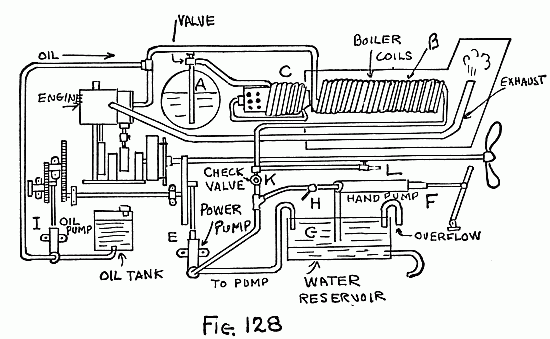 VALVE
OIL
BOILER
COILS
B
A
C
ENGINE
EXHAUST
CHECK
VALVE
K
L
H
HAND PUMP
F
I
OIL
PUMP
E
POWER
PUMP
G
OVERFLOW
OIL TANK
TO PUMP
WATER
RESERVOIR
Fig. 128